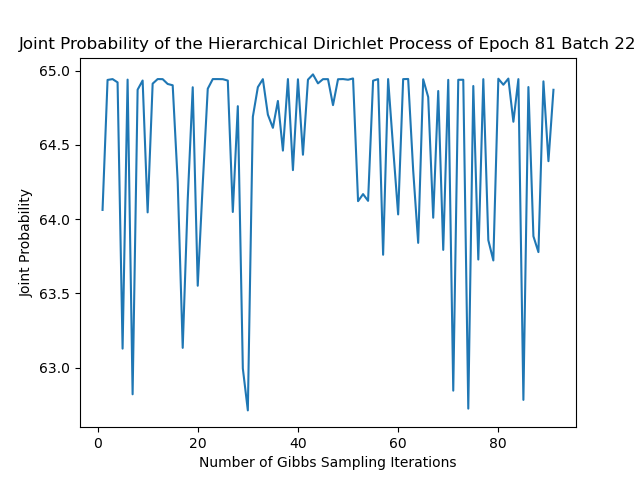 Joint Probability of the Hierarchical Dirichlet Process of Epoch 81 Batch 22
65.0
64.5
64.0
63.5
63.0
Joint Probability
0 20 40 60 80
Number of Gibbs Sampling Iterations